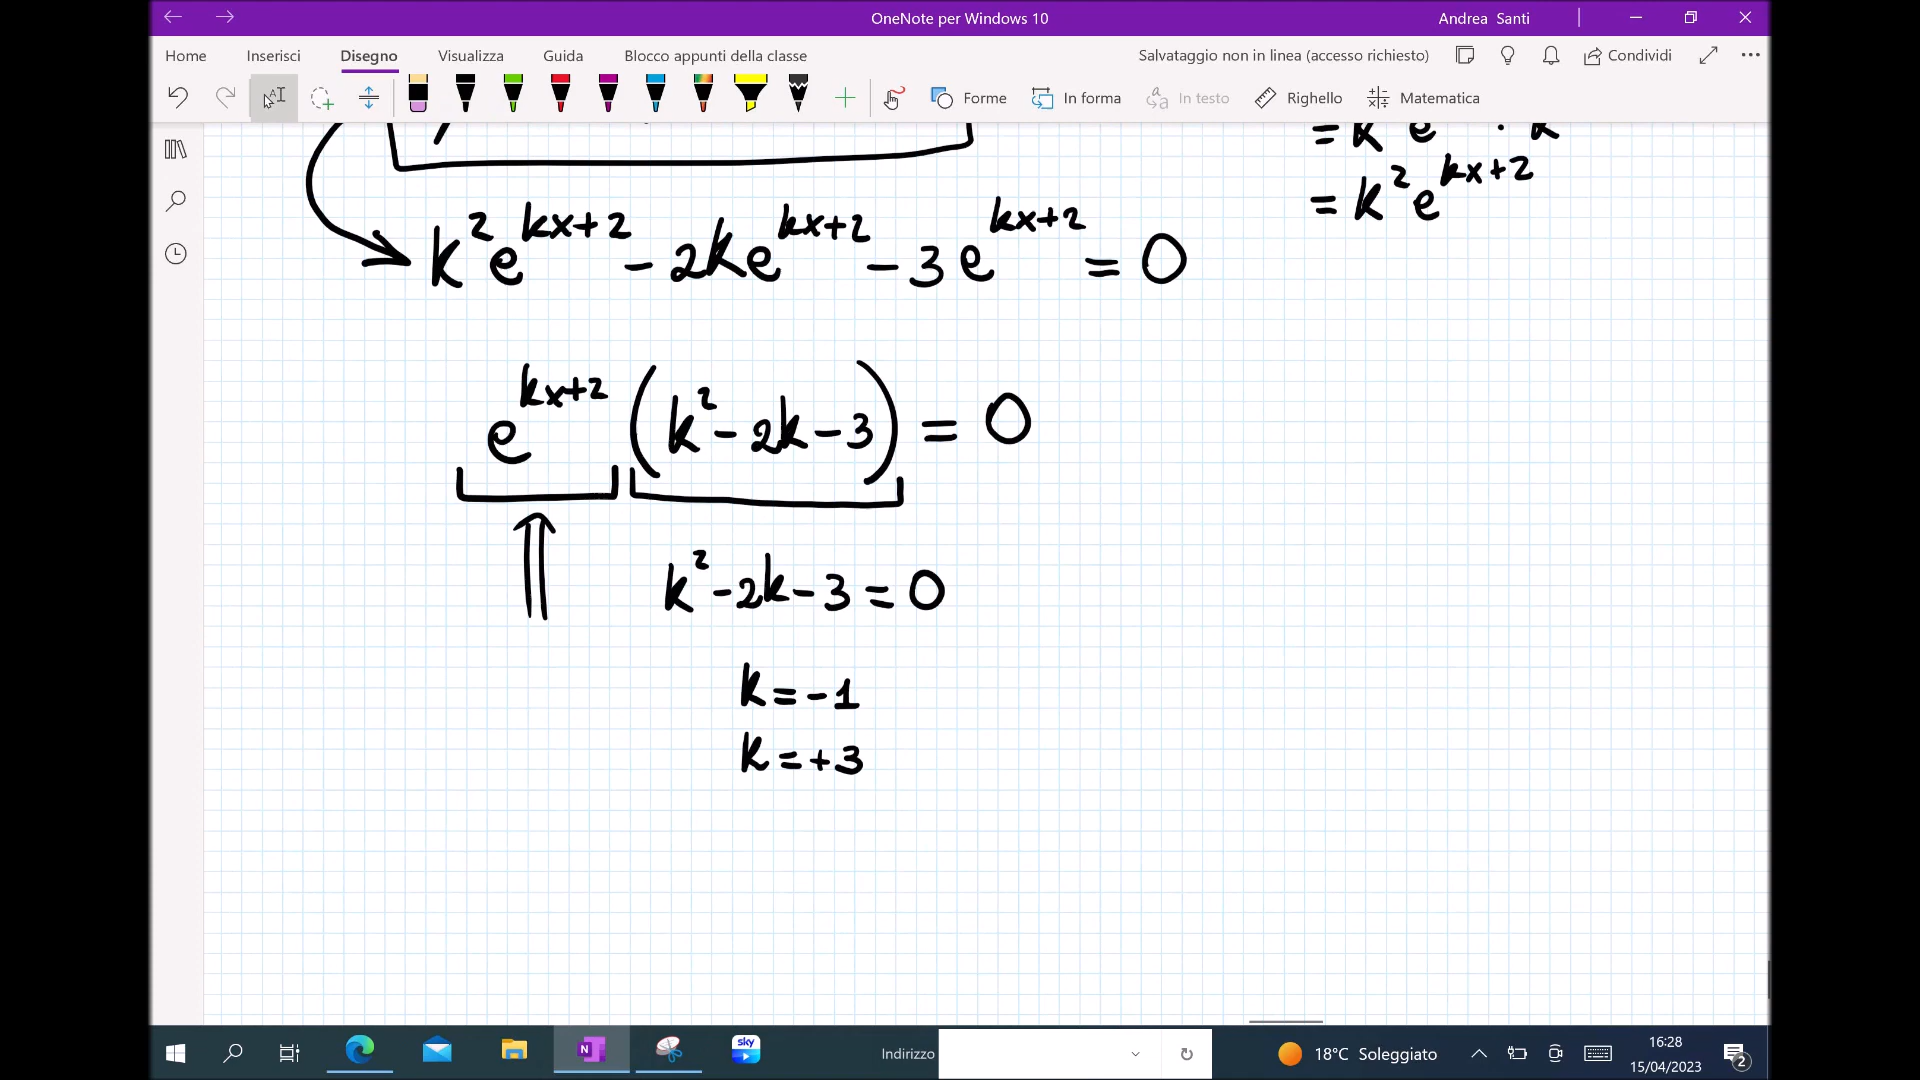 OneNote per Windows 10
Andrea Santi
Home Inserisci Disegno Visualizza Guida Blocco appunti della classe
Salvataggio non in linea (accesso richiesto) Condividi
Forme In forma In testo Righello Matematica
= k²e^{kx+2}
k²e^{kx+2} - 2ke^{kx+2} - 3e^{kx+2} = 0
e^{kx+2} (k² - 2k - 3) = 0
k² - 2k - 3 = 0
k = -1
k = +3
sky
Indirizzo
18°C Soleggiato
16:28
15/04/2023
2